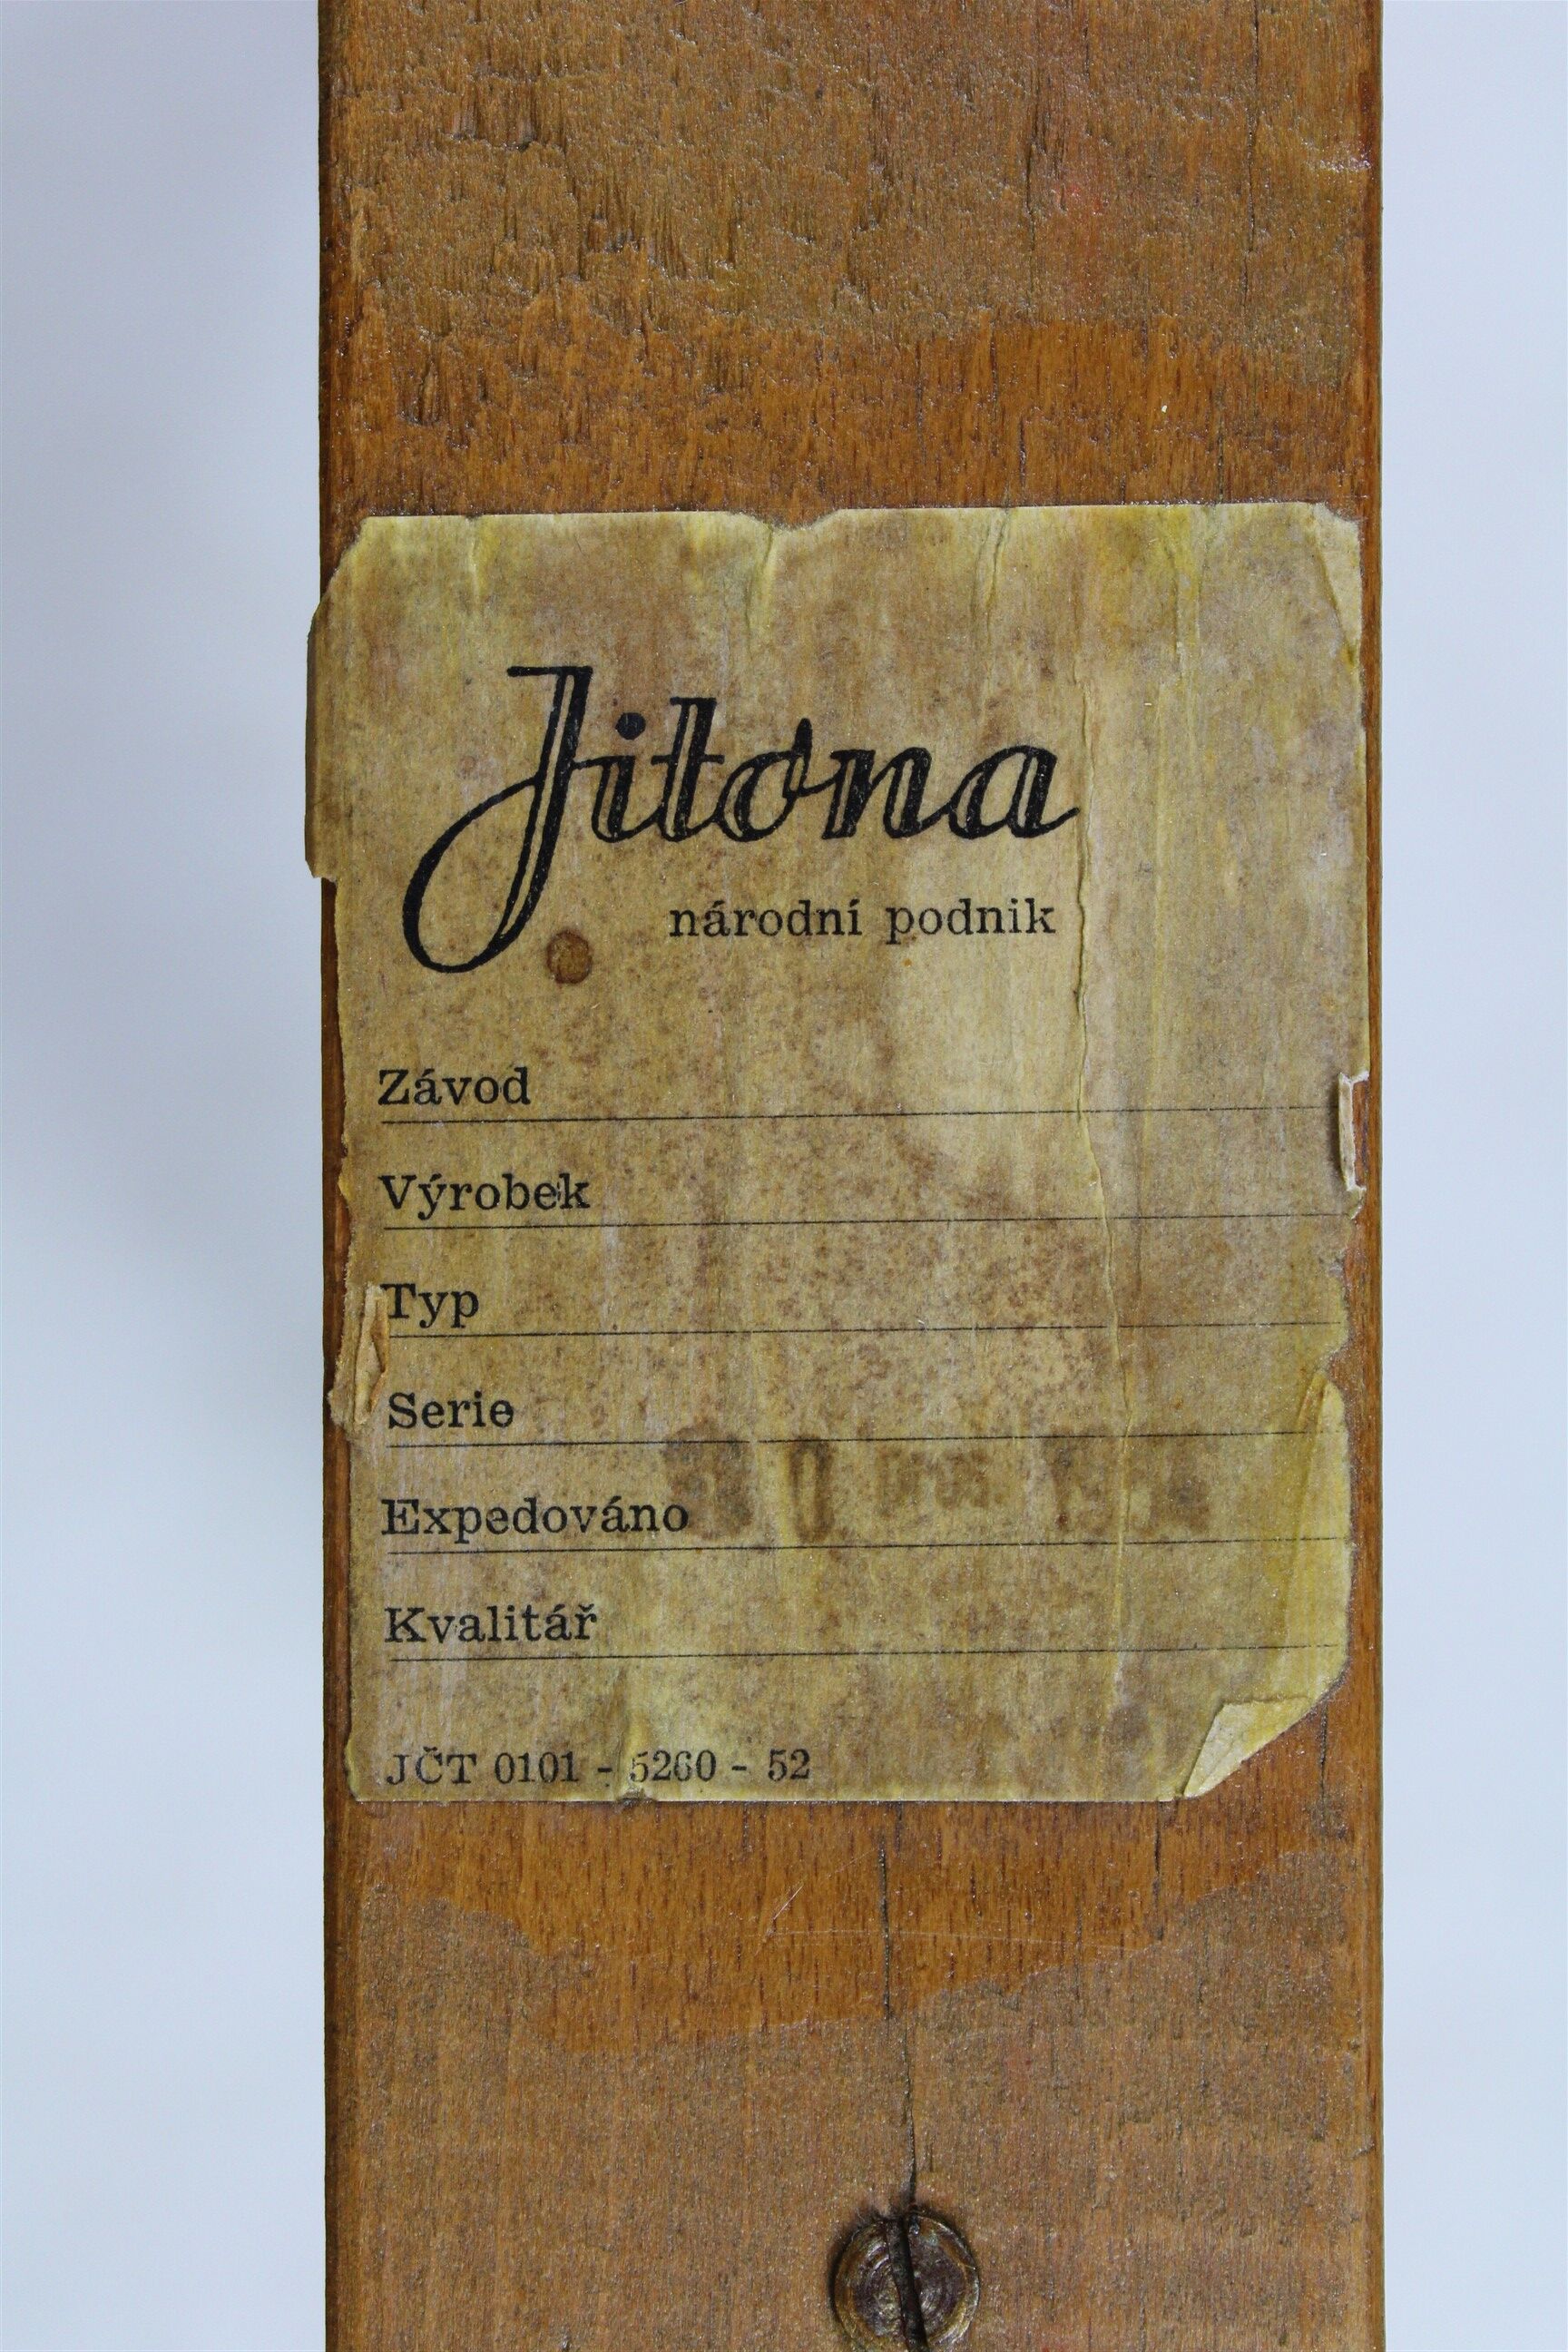 Jitona
národní podnik
Závod
Výrobek
Typ
Serie
Expedováno
Kvalitář
JČT 0101 - 5260 - 52